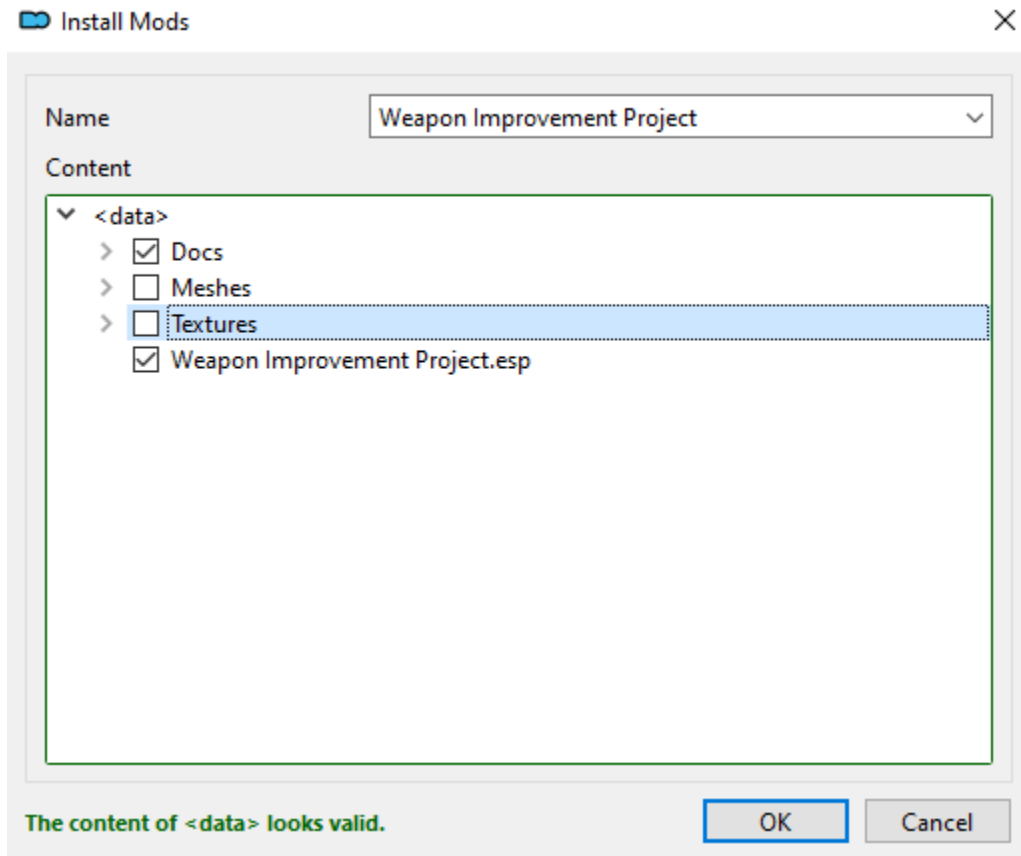 Install Mods
Name Weapon Improvement Project
Content
<data>
Docs
Meshes
Textures
Weapon Improvement Project.esp
The content of <data> looks valid. OK Cancel